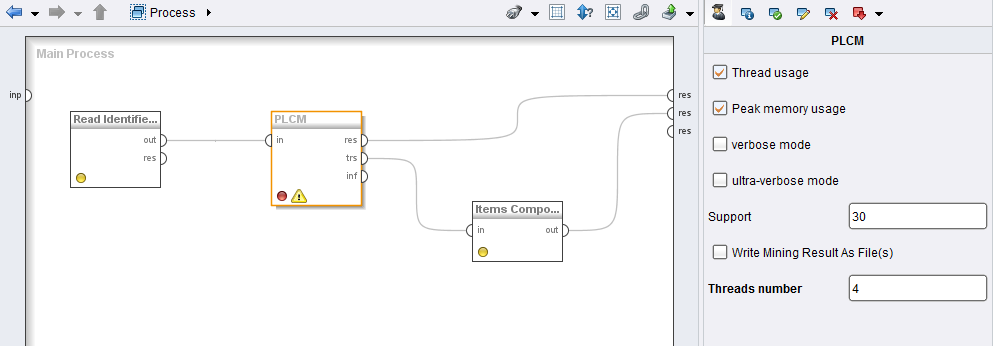 Process
Main Process
inp
Read Identifie...
out
res
PLCM
in
res
trs
inf
Items Compo...
in
out
res
res
res
PLCM
Thread usage
Peak memory usage
verbose mode
ultra-verbose mode
Support
30
Write Mining Result As File(s)
Threads number
4